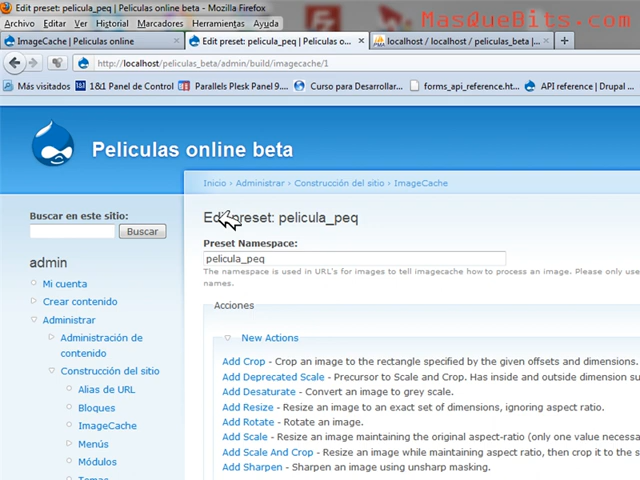 Edit preset: pelicula_peq | Peliculas online beta - Mozilla Firefox
MasQueBits.com
Archivo Editar Ver Historial Marcadores Herramientas Ayuda
ImageCache | Peliculas online
Edit preset: pelicula_peq | Peliculas o...
localhost / localhost / peliculas_beta |...
http://localhost/peliculas_beta/admin/build/imagecache/1
Más visitados 1&1 Panel de Control Parallels Plesk Panel 9.... Curso para Desarroll... forms_api_reference.ht... API reference | Drupal ...
Peliculas online beta
Inicio › Administrar › Construcción del sitio › ImageCache
Buscar en este sitio:
Buscar
admin
Mi cuenta
Crear contenido
Administrar
Administración de
contenido
Construcción del sitio
Alias de URL
Bloques
ImageCache
Menús
Módulos
Temas
Edit preset: pelicula_peq
Preset Namespace:
pelicula_peq
The namespace is used in URL's for images to tell imagecache how to process an image. Please only use
names.
Acciones
New Actions
Add Crop - Crop an image to the rectangle specified by the given offsets and dimensions.
Add Deprecated Scale - Precursor to Scale and Crop. Has inside and outside dimension su
Add Desaturate - Convert an image to grey scale.
Add Resize - Resize an image to an exact set of dimensions, ignoring aspect ratio.
Add Rotate - Rotate an image.
Add Scale - Resize an image maintaining the original aspect-ratio (only one value necessa
Add Scale And Crop - Resize an image while maintaining aspect ratio, then crop it to the s
Add Sharpen - Sharpen an image using unsharp masking.